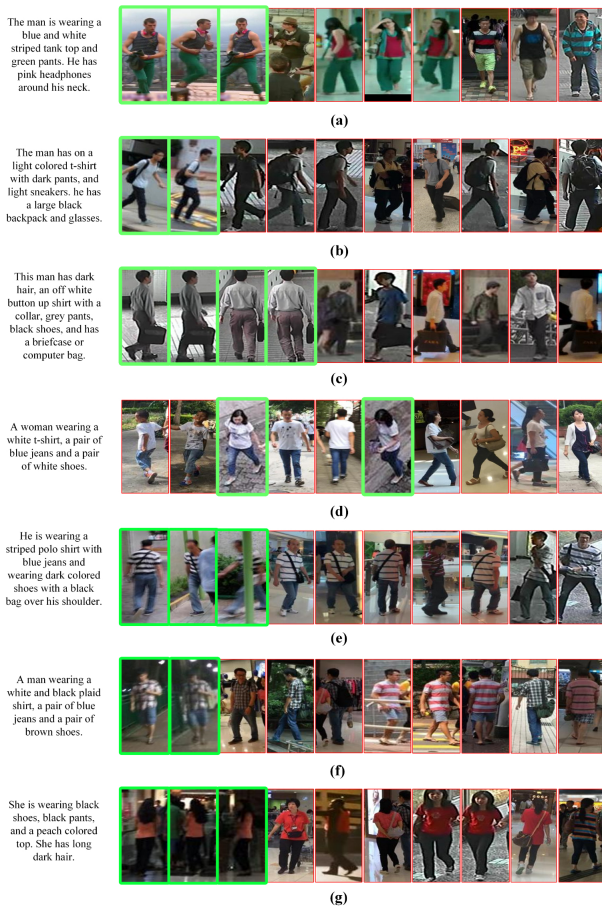 The man is wearing a
blue and white
striped tank top and
green pants. He has
pink headphones
around his neck.
(a)
The man has on a
light colored t-shirt
with dark pants, and
light sneakers. he has
a large black
backpack and glasses.
(b)
This man has dark
hair, an off white
button up shirt with a
collar, grey pants,
black shoes, and has
a briefcase or
computer bag.
(c)
A woman wearing a
white t-shirt, a pair of
blue jeans and a pair
of white shoes.
(d)
He is wearing a
striped polo shirt with
blue jeans and
wearing dark colored
shoes with a black
bag over his shoulder.
(e)
A man wearing a
white and black plaid
shirt, a pair of blue
jeans and a pair of
brown shoes.
(f)
She is wearing black
shoes, black pants,
and a peach colored
top. She has long
dark hair.
(g)